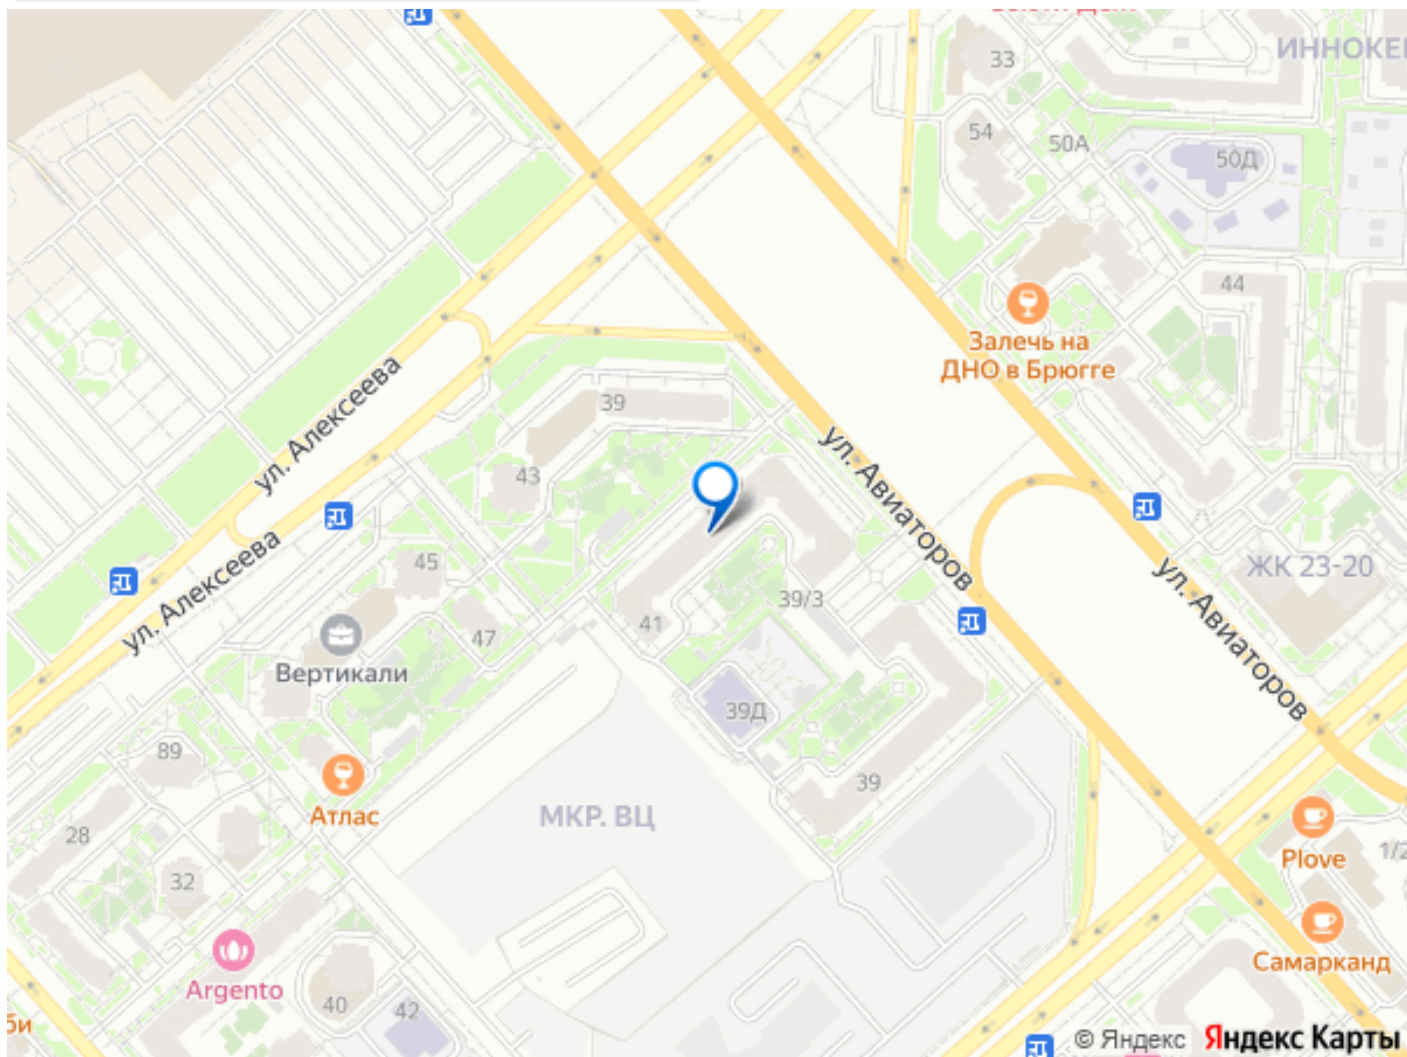 33
ИННОКЕ
54
50А
50Д
44
Залечь на
ДНО в Брюгге
ул. Алексеева
39
ул. Авиаторов
43
ул. Алексеева
45
ЖК 23-20
ул. Авиаторов
39/3
41
47
Вертикали
39Д
89
39
Атлас
МКР. ВЦ
28
Plove
1/2
32
Самарканд
Argento
40
42
би
© Яндекс
Яндекс Карты